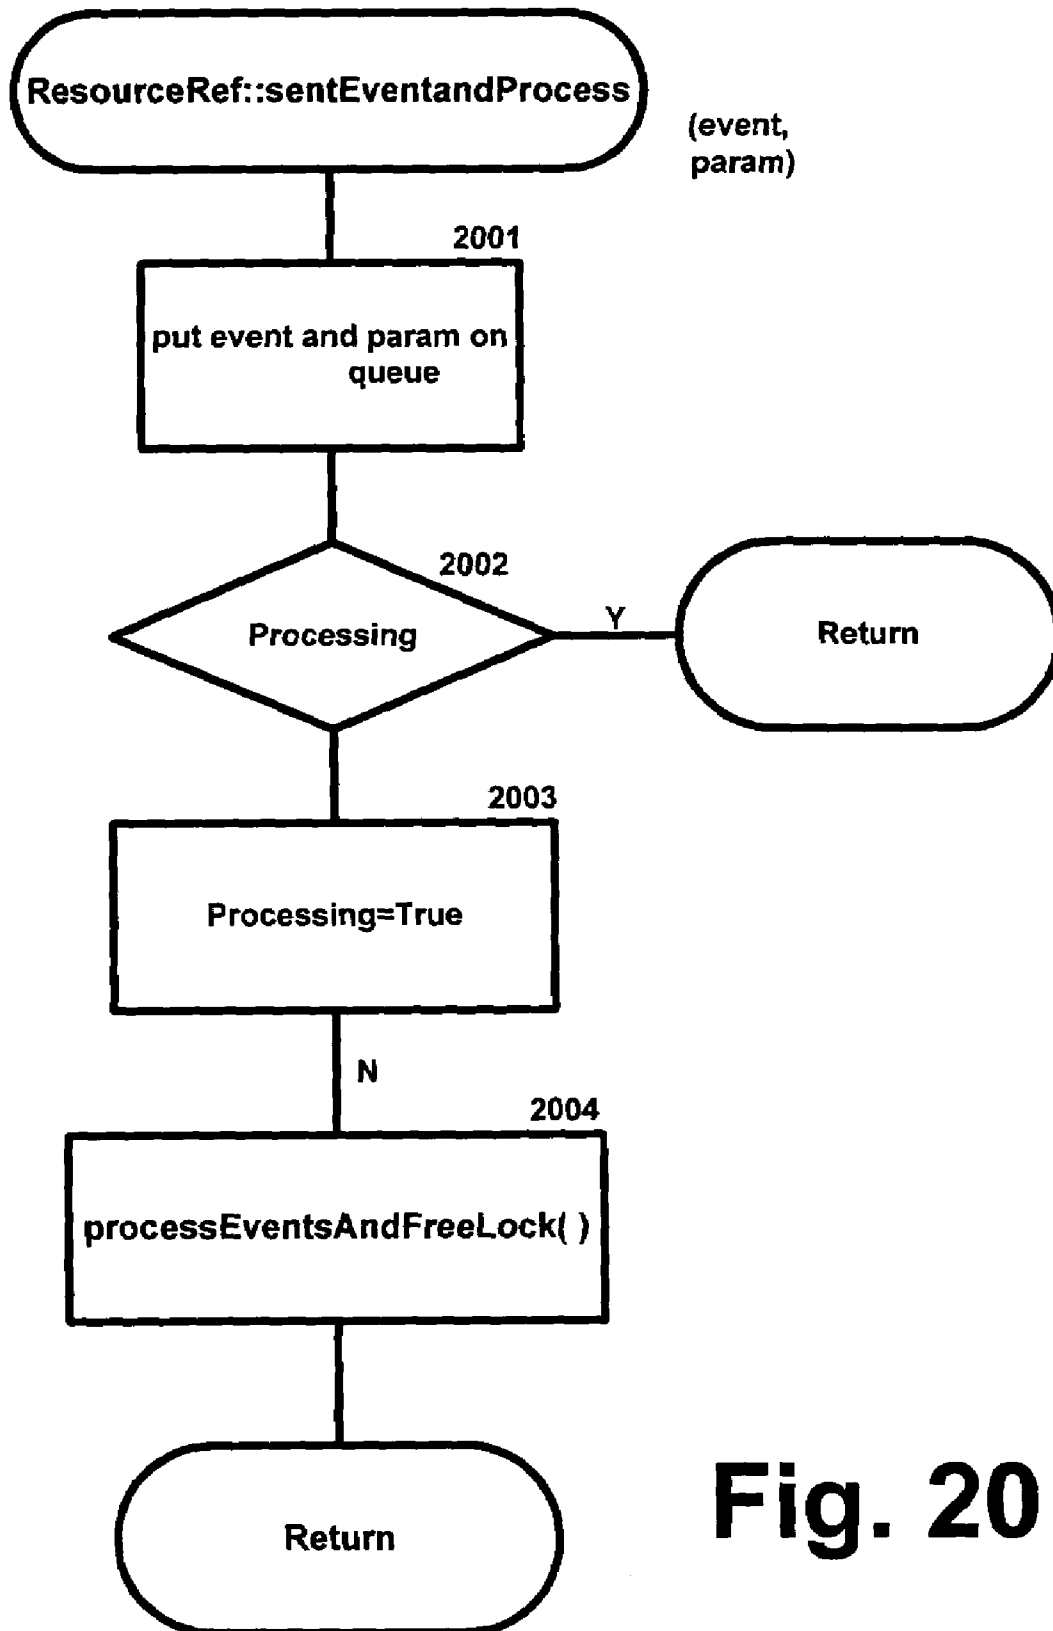 ResourceRef::sentEventandProcess
(event,
param)
2001
put event and param on
queue
2002
Processing
Y
Return
2003
Processing=True
N
2004
processEventsAndFreeLock( )
Return
Fig. 20